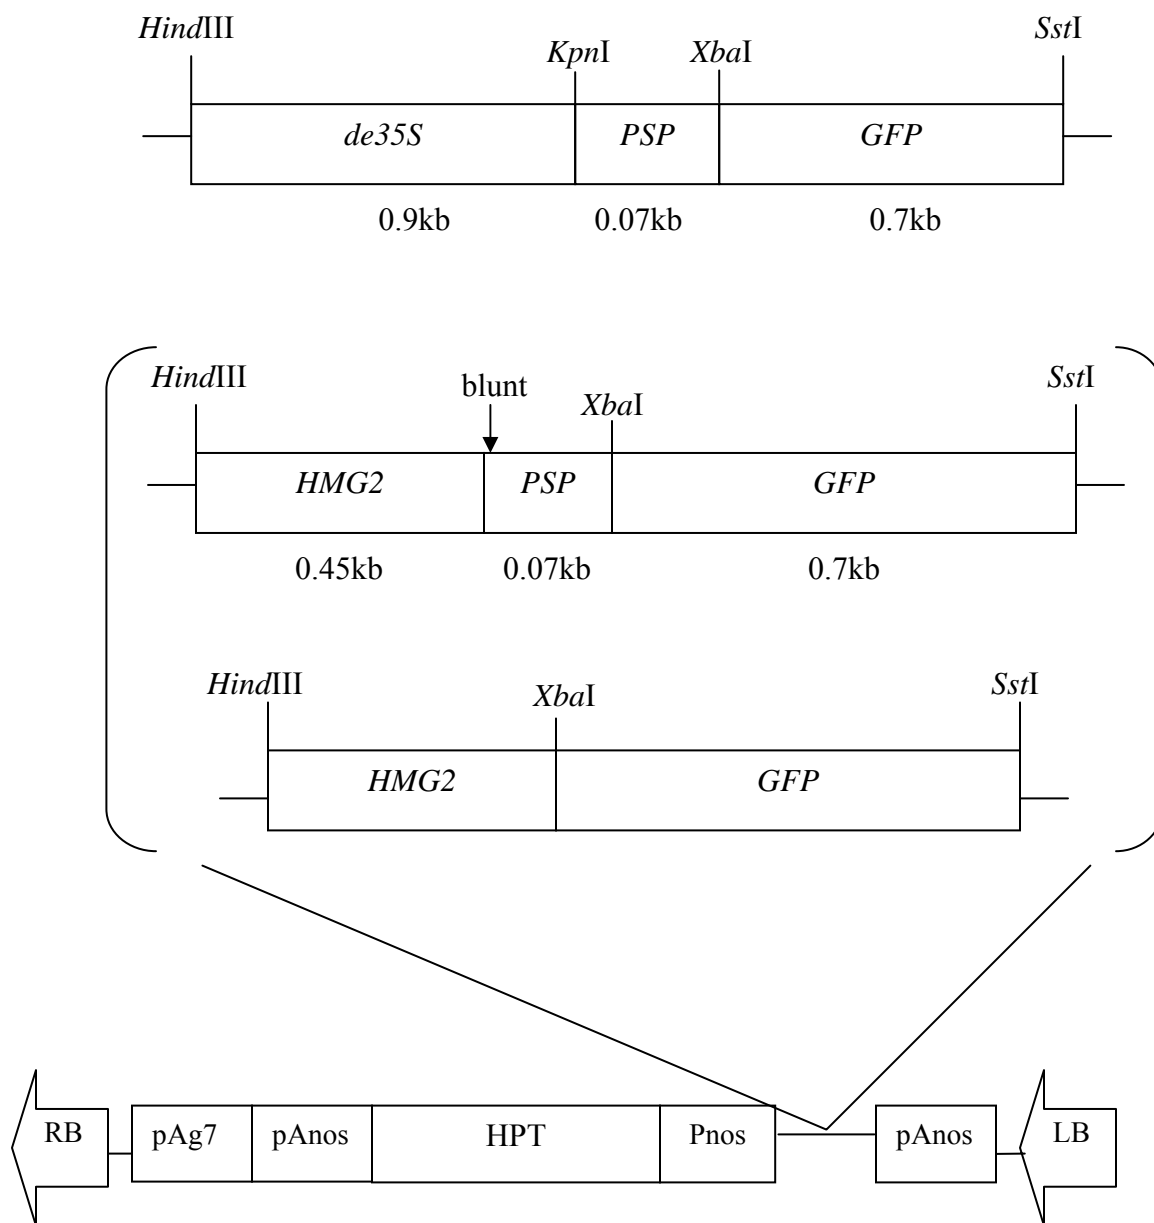 HindIII KpnI XbaI SstI
de35S PSP GFP
0.9kb 0.07kb 0.7kb
HindIII blunt XbaI SstI
HMG2 PSP GFP
0.45kb 0.07kb 0.7kb
HindIII XbaI SstI
HMG2 GFP
RB pAg7 pAnos HPT Pnos pAnos LB